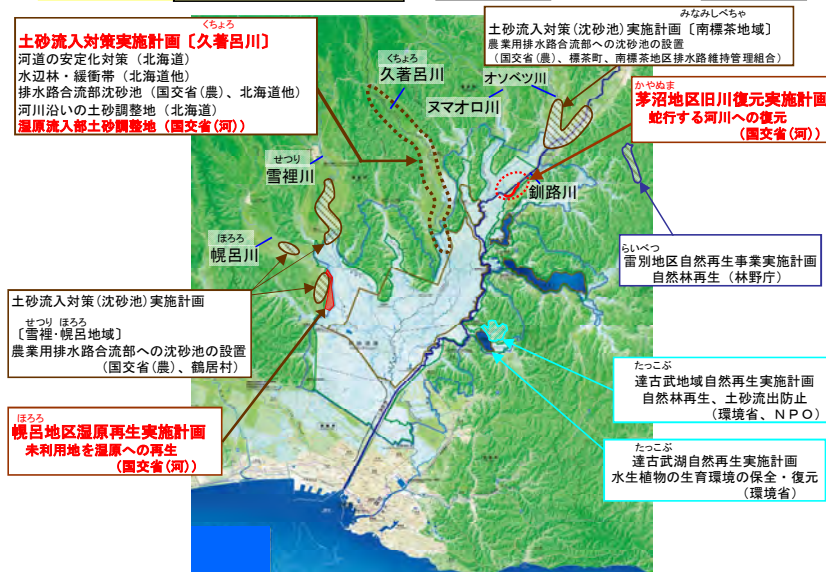 くちょろ
土砂流入対策実施計画〔久著呂川〕
河道の安定化対策（北海道）
水辺林・緩衝帯（北海道他）
排水路合流部沈砂池（国交省(農)、北海道他）
河川沿いの土砂調整地（北海道）
湿原流入部土砂調整地（国交省(河)）
みなみしべちゃ
土砂流入対策(沈砂池)実施計画〔南標茶地域〕
農業用排水路合流部への沈砂池の設置
（国交省(農)、標茶町、南標茶地区排水路維持管理組合）
くちょろ
久著呂川
オソベツ川
ヌマオロ川
かやぬま
茅沼地区旧川復元実施計画
蛇行する河川への復元
（国交省(河)）
せつり
雪裡川
釧路川
ほろろ
幌呂川
らいべつ
雷別地区自然再生事業実施計画
自然林再生（林野庁）
土砂流入対策(沈砂池)実施計画
せつり ほろろ
〔雪裡・幌呂地域〕
農業用排水路合流部への沈砂池の設置
（国交省(農)、鶴居村）
たっこぶ
達古武地域自然再生実施計画
自然林再生、土砂流出防止
（環境省、ＮＰＯ）
ほろろ
幌呂地区湿原再生実施計画
未利用地を湿原への再生
（国交省(河)）
たっこぶ
達古武湖自然再生実施計画
水生植物の生育環境の保全・復元
（環境省）